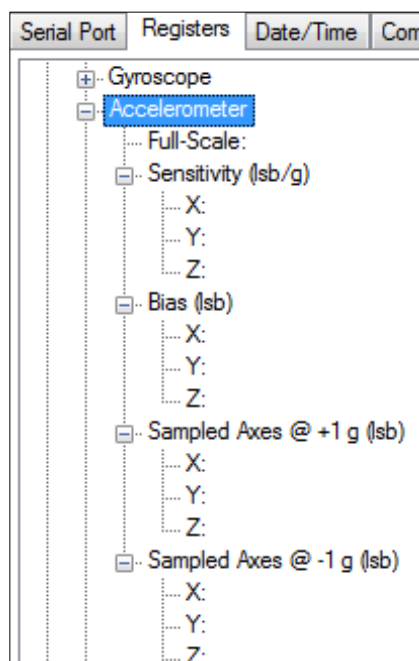 Serial Port Registers Date/Time Com
Gyroscope
Accelerometer
Full-Scale:
Sensitivity (lsb/g)
X:
Y:
Z:
Bias (lsb)
X:
Y:
Z:
Sampled Axes @ +1 g (lsb)
X:
Y:
Z:
Sampled Axes @ -1 g (lsb)
X:
Y:
Z: